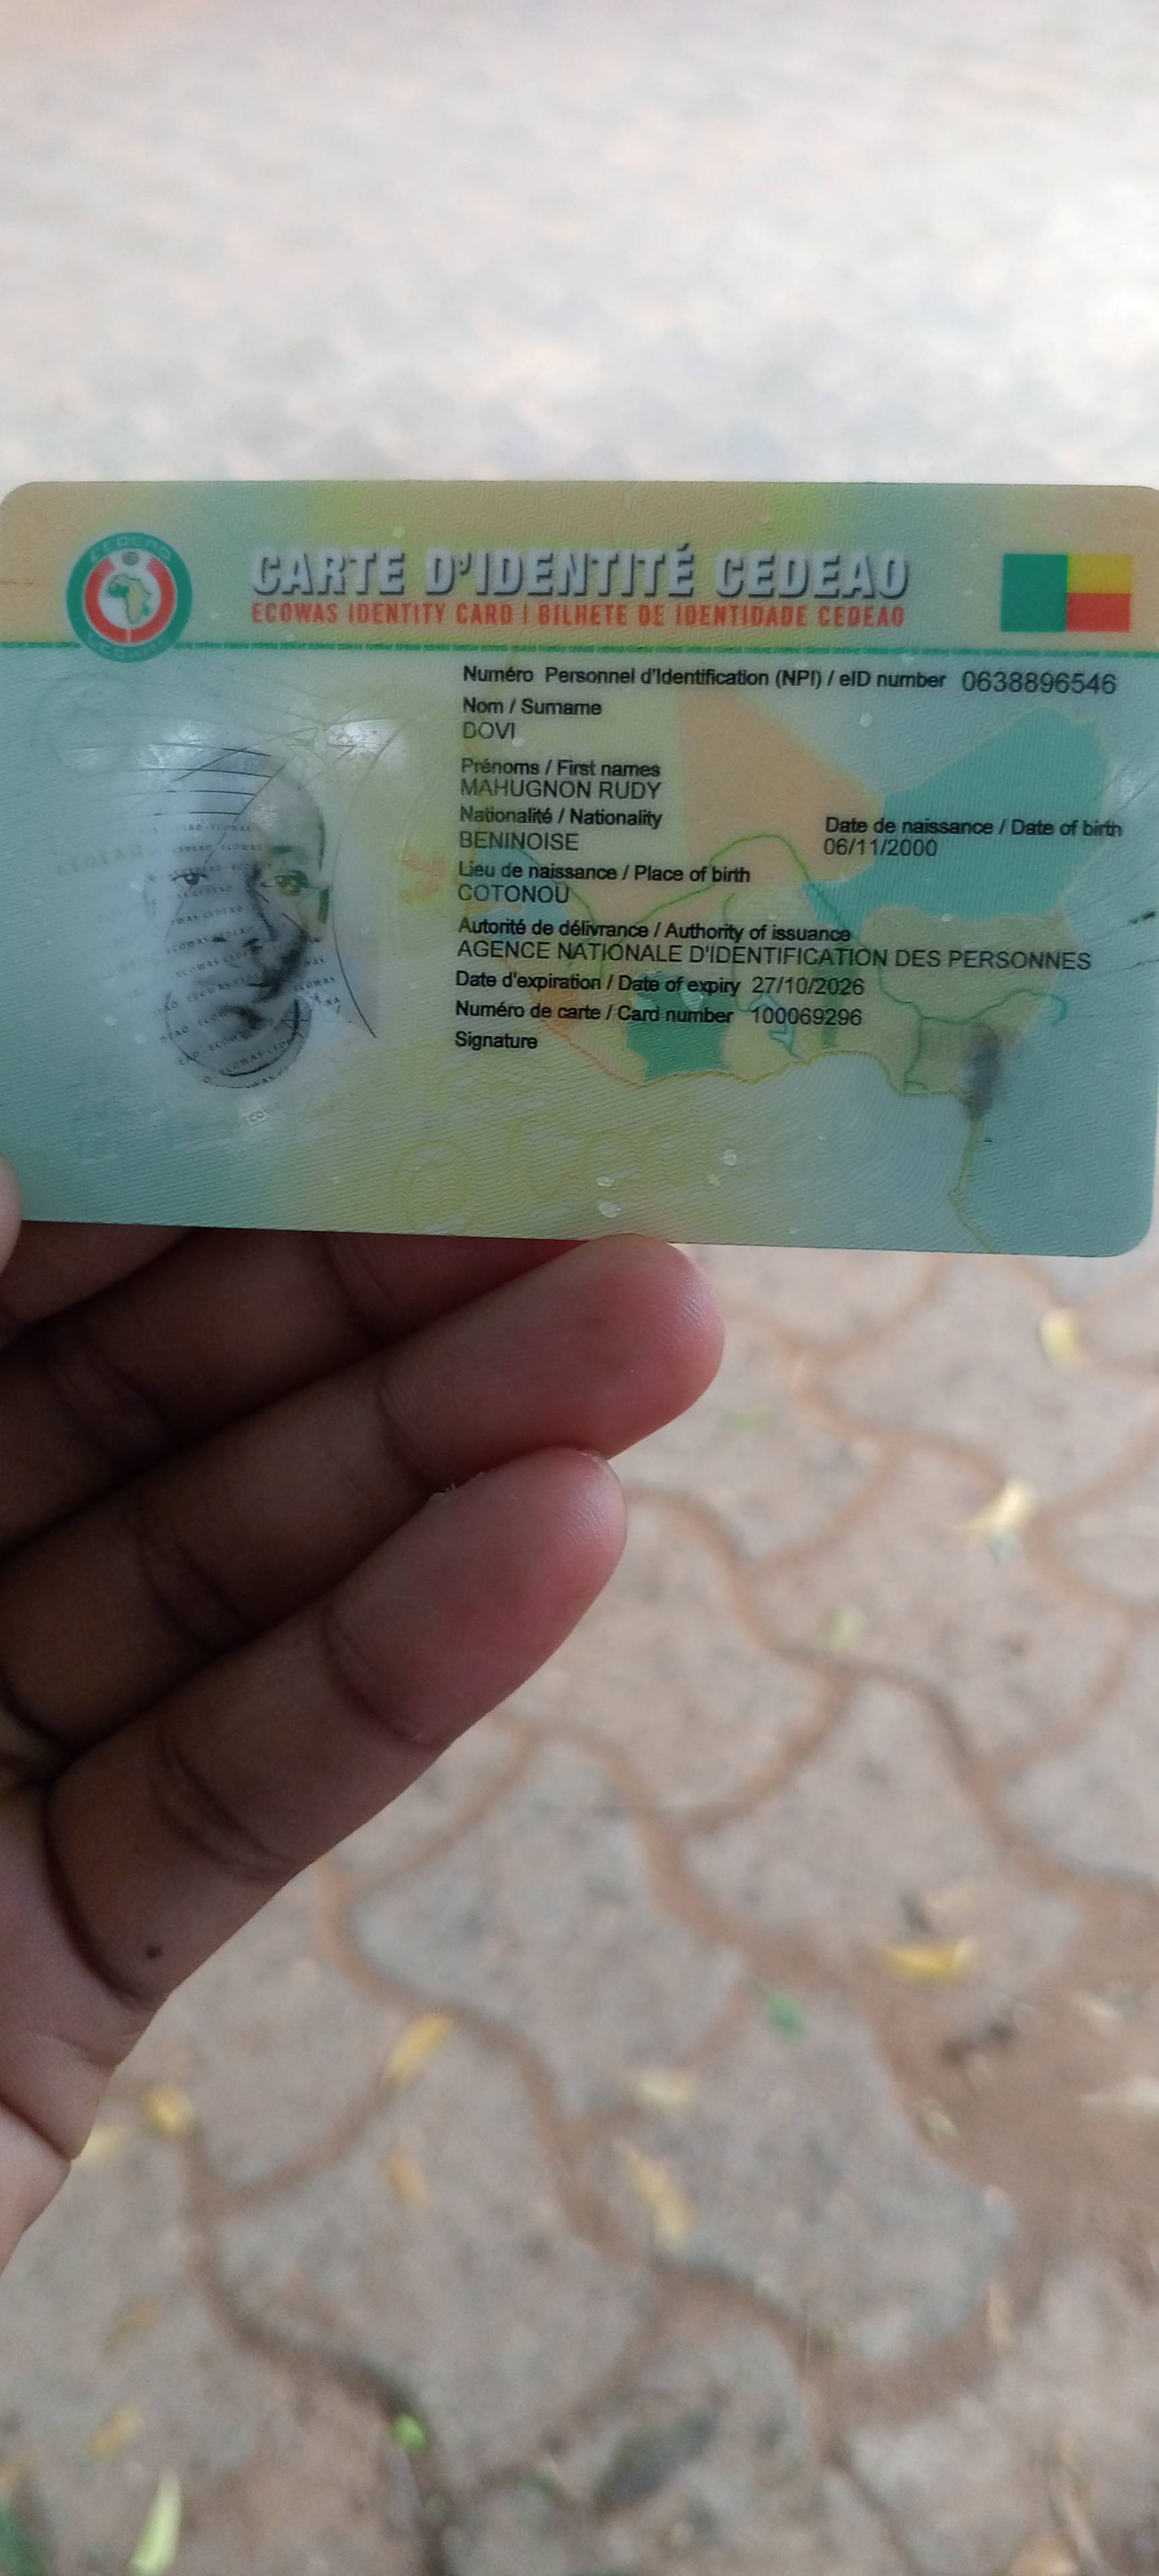 CEDEAO
CARTE D'IDENTITÉ CEDEAO
ECOWAS IDENTITY CARD | BILHETE DE IDENTIDADE CEDEAO
Numéro Personnel d'Identification (NPI) / eID number 0638896546
Nom / Surname
DOVI
Prénoms / First names
MAHUGNON RUDY
Nationalité / Nationality
BENINOISE
Date de naissance / Date of birth
06/11/2000
Lieu de naissance / Place of birth
COTONOU
Autorité de délivrance / Authority of issuance
AGENCE NATIONALE D'IDENTIFICATION DES PERSONNES
Date d'expiration / Date of expiry 27/10/2026
Numéro de carte / Card number 100069296
Signature